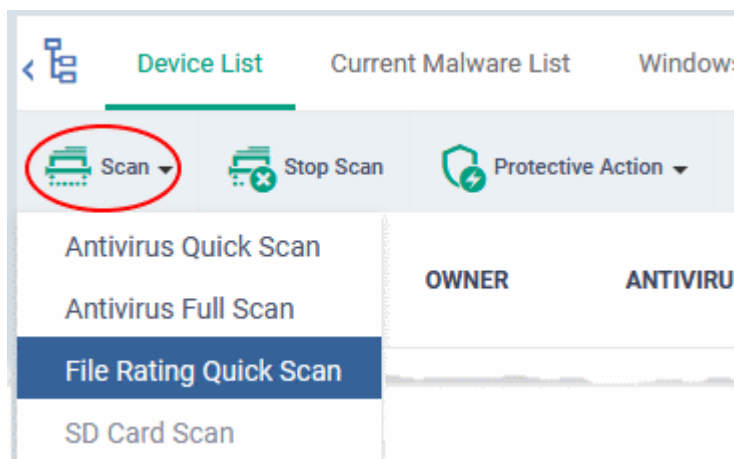 Device List Current Malware List Windows
Scan Stop Scan Protective Action
Antivirus Quick Scan
OWNER ANTIVIRU
Antivirus Full Scan
File Rating Quick Scan
SD Card Scan